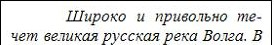 Широко и привольно те-
чет великая русская река Волга. В